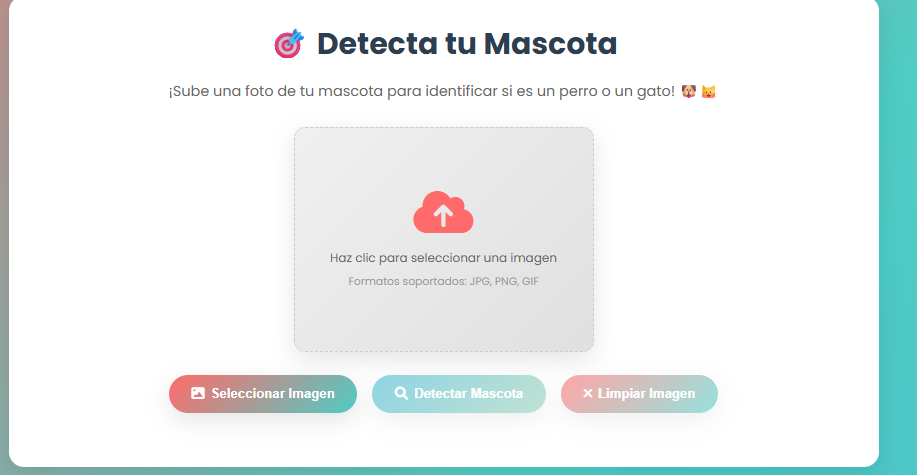 Detecta tu Mascota
¡Sube una foto de tu mascota para identificar si es un perro o un gato!
Haz clic para seleccionar una imagen
Formatos soportados: JPG, PNG, GIF
Seleccionar Imagen
Detectar Mascota
Limpiar Imagen